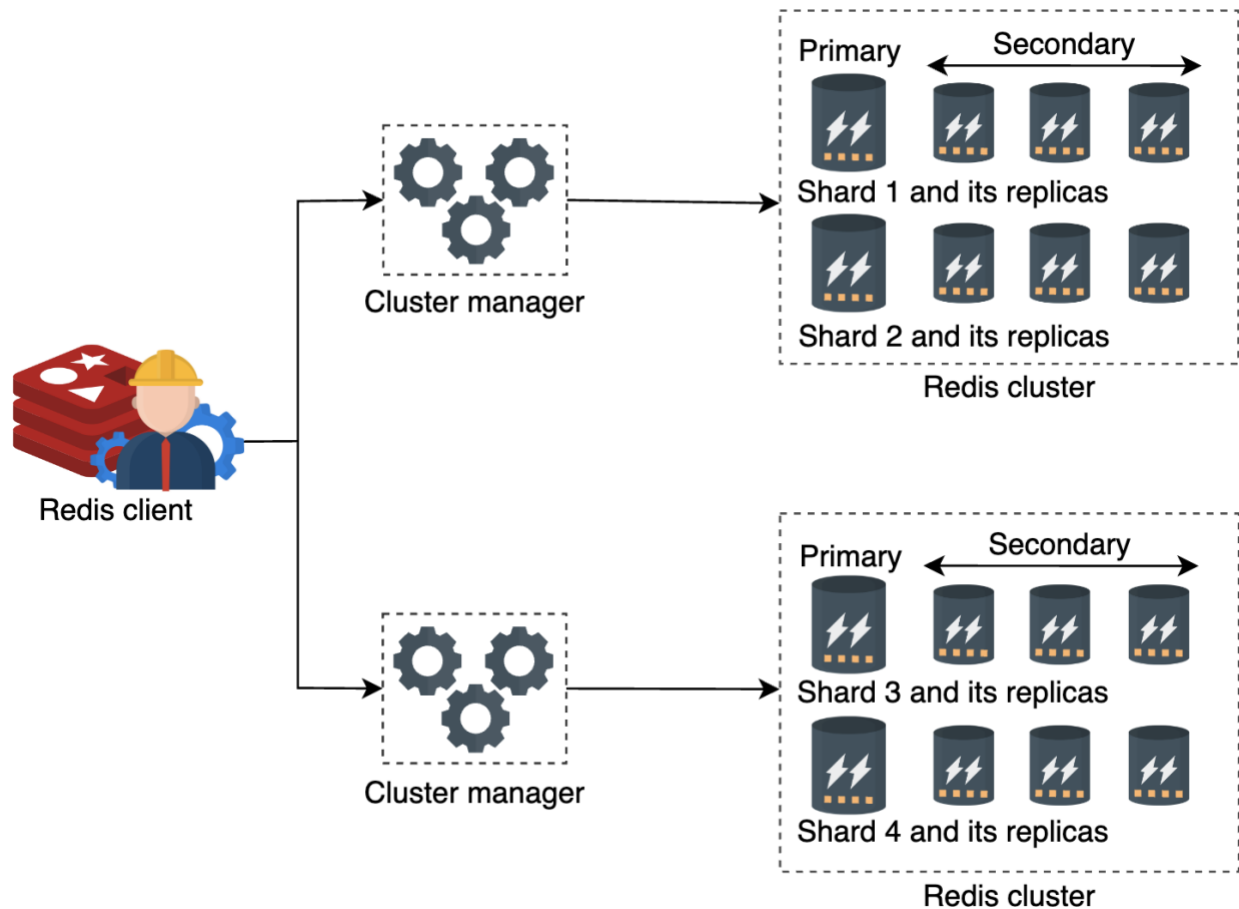 Primary
Secondary
Shard 1 and its replicas
Shard 2 and its replicas
Redis cluster
Cluster manager
Redis client
Primary
Secondary
Shard 3 and its replicas
Shard 4 and its replicas
Redis cluster
Cluster manager